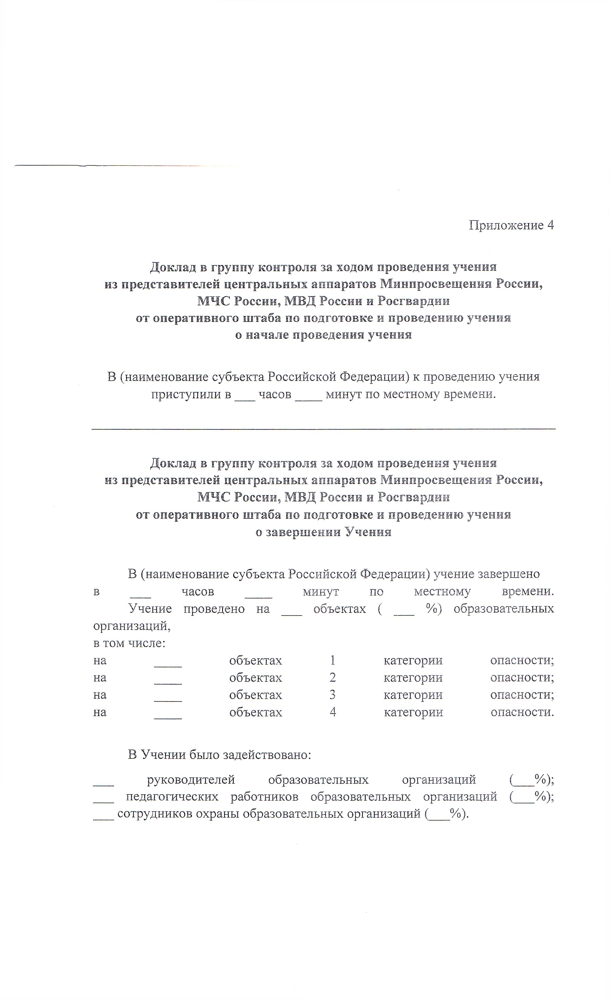 Приложение 4
Доклад в группу контроля за ходом проведения учения
из представителей центральных аппаратов Минпросвещения России,
МЧС России, МВД России и Росгвардии
от оперативного штаба по подготовке и проведению учения
о начале проведения учения
В (наименование субъекта Российской Федерации) к проведению учения
приступили в ___ часов ____ минут по местному времени.
Доклад в группу контроля за ходом проведения учения
из представителей центральных аппаратов Минпросвещения России,
МЧС России, МВД России и Росгвардии
от оперативного штаба по подготовке и проведению учения
о завершении Учения
В (наименование субъекта Российской Федерации) учение завершено
в ___ часов ____ минут по местному времени.
Учение проведено на ___ объектах ( ___ %) образовательных
организаций,
в том числе:
на ____ объектах 1 категории опасности;
на ____ объектах 2 категории опасности;
на ____ объектах 3 категории опасности;
на ____ объектах 4 категории опасности.
В Учении было задействовано:
___ руководителей образовательных организаций (___%);
___ педагогических работников образовательных организаций (___%);
___ сотрудников охраны образовательных организаций (___%).